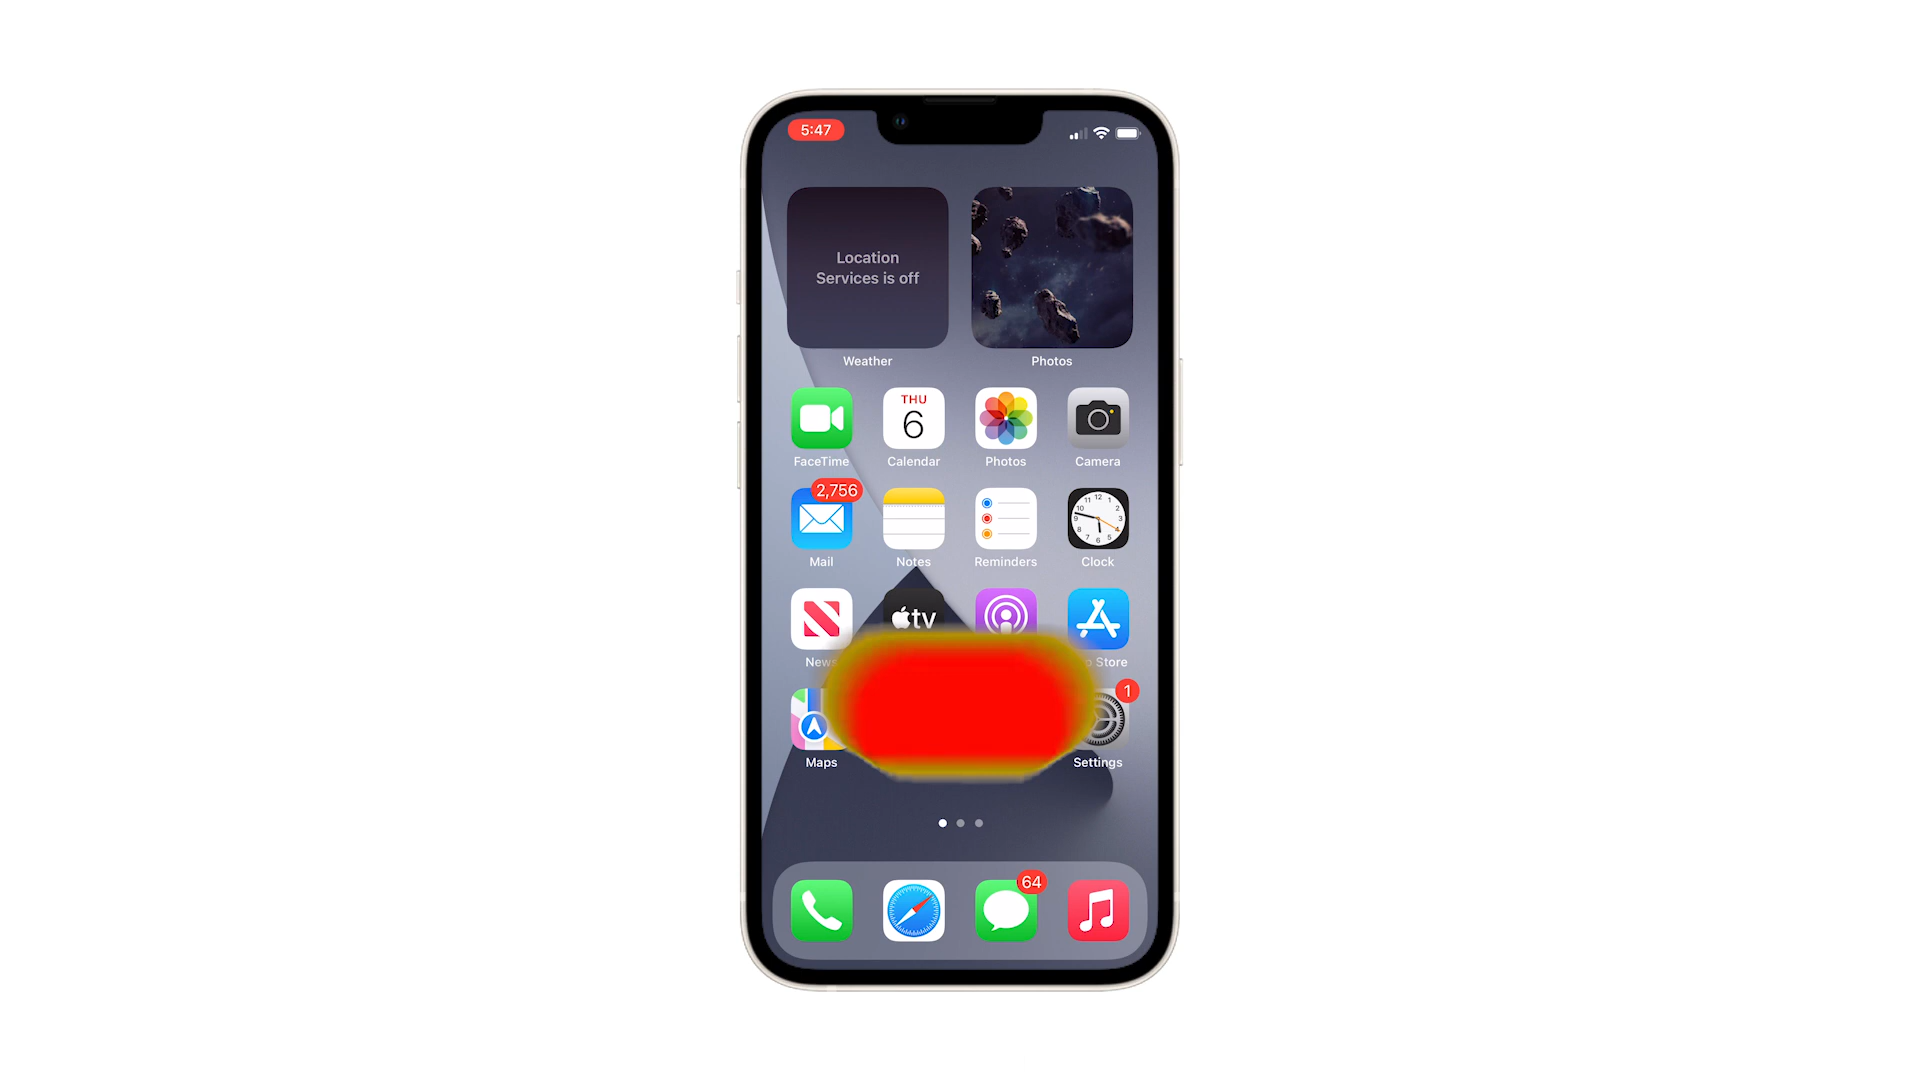 5:47
Location
Services is off
Weather
Photos
THU
6
FaceTime
Calendar
Photos
Camera
2,756
Mail
Notes
Reminders
Clock
tv
News
Store
1
Maps
Settings
64